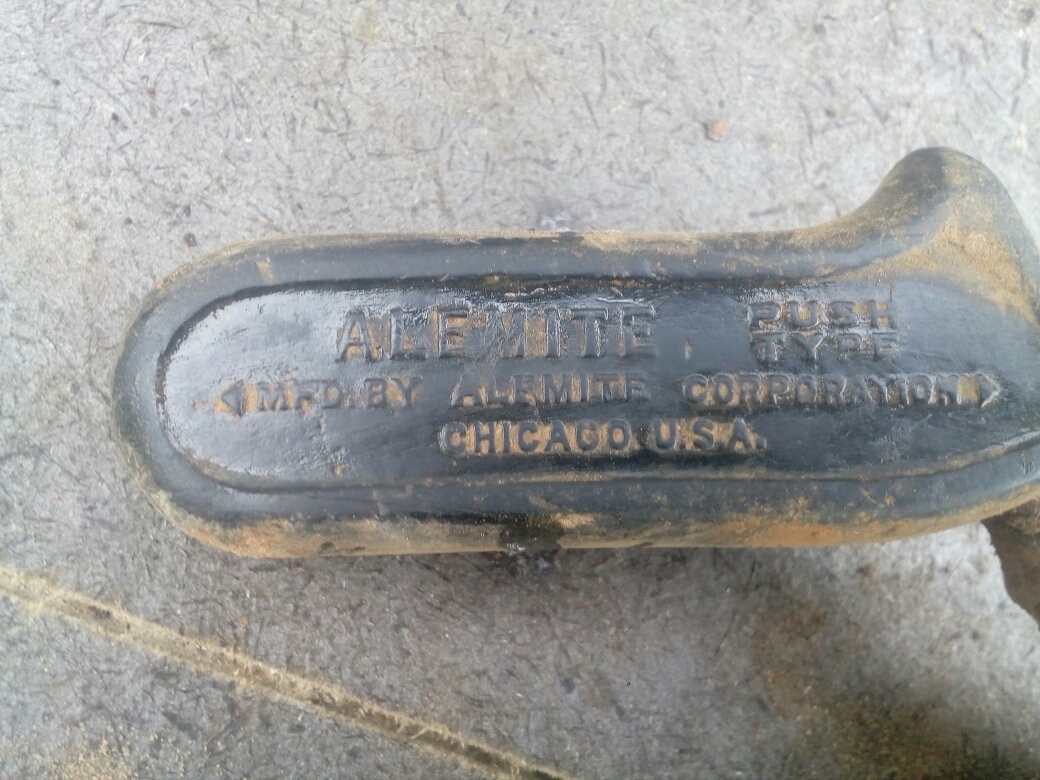 ALEMITE PUSH
TYPE
MFD. BY ALEMITE CORPORATION
CHICAGO U.S.A.